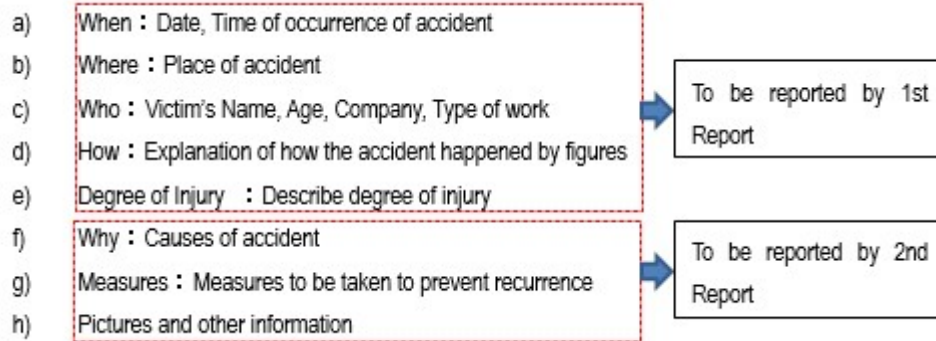 a) When：Date, Time of occurrence of accident
b) Where：Place of accident
c) Who：Victim's Name, Age, Company, Type of work
d) How：Explanation of how the accident happened by figures
e) Degree of Injury ：Describe degree of injury
To be reported by 1st
Report
f) Why：Causes of accident
g) Measures：Measures to be taken to prevent recurrence
h) Pictures and other information
To be reported by 2nd
Report